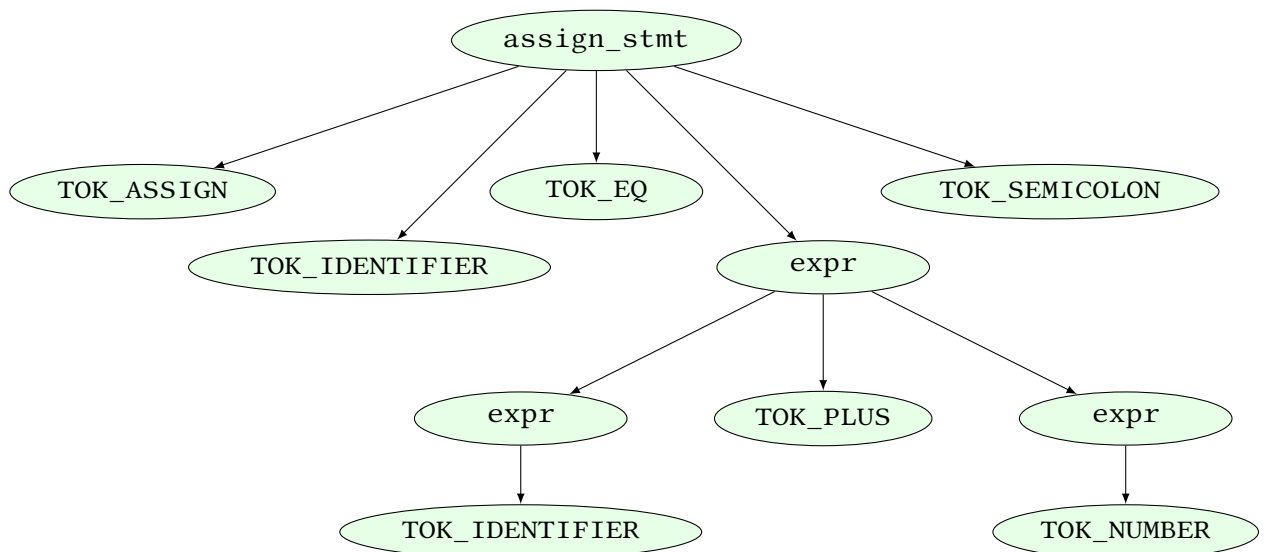 assign_stmt
TOK_ASSIGN
TOK_EQ
TOK_SEMICOLON
TOK_IDENTIFIER
expr
expr
TOK_PLUS
expr
TOK_IDENTIFIER
TOK_NUMBER